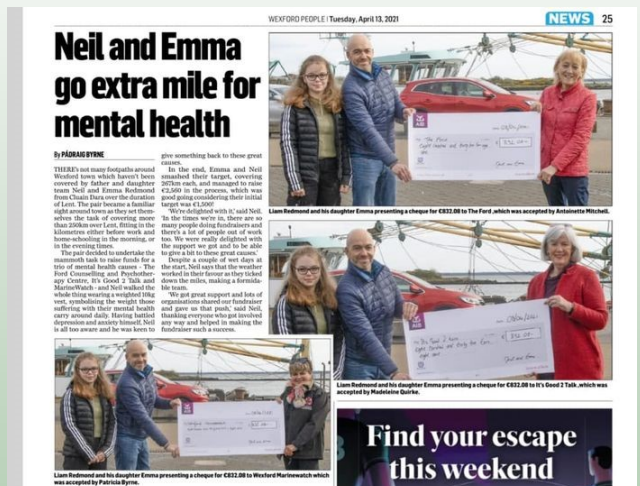 WEXFORD PEOPLE | Tuesday, April 13, 2021
NEWS 25
Neil and Emma
go extra mile for
mental health
By PÁDRAIG BYRNE
THERE's not many footpaths around
Wexford town which haven't been
covered by father and daughter
team Neil and Emma Redmond
from Cluain Dara over the duration
of Lent. The pair became a familiar
sight around town as they set them-
selves the task of covering more
than 250km over Lent, fitting in the
kilometres either before work and
home-schooling in the morning, or
in the evening times.
The pair decided to undertake the
mammoth task to raise funds for a
trio of mental health causes - The
Ford Counselling and Psychother-
apy Centre, It's Good 2 Talk and
MarineWatch - and Neil walked the
whole thing wearing a weighted 10kg
vest, symbolising the weight those
suffering with their mental health
carry around daily. Having battled
depression and anxiety himself, Neil
is all too aware and he was keen to
give something back to these great
causes.
In the end, Emma and Neil
smashed their target, covering
267km each, and managed to raise
€2,560 in the process, which was
good going considering their initial
target was €1,500!
'We're delighted with it,' said Neil.
'In the times we're in, there are so
many people doing fundraisers and
there's a lot of people out of work
too. We were really delighted with
the support we got and to be able
to give a bit to these great causes.'
Despite a couple of wet days at
the start, Neil says that the weather
worked in their favour as they ticked
down the miles, making a formida-
ble team.
'We got great support and lots of
organisations shared our fundraiser
and gave us that push,' said Neil,
thanking everyone who got involved
any way and helped in making the
fundraiser such a success.
AIB
The Ford
832.08
Liam Redmond and his daughter Emma presenting a cheque for €832.08 to The Ford ,which was accepted by Antoinette Mitchell.
832.08
Liam Redmond and his daughter Emma presenting a cheque for €832.08 to It's Good 2 Talk ,which was
accepted by Madeleine Quirke.
Liam Redmond and his daughter Emma presenting a cheque for €832.08 to Wexford Marinewatch which
was accepted by Patricia Byrne.
Find your escape
this weekend